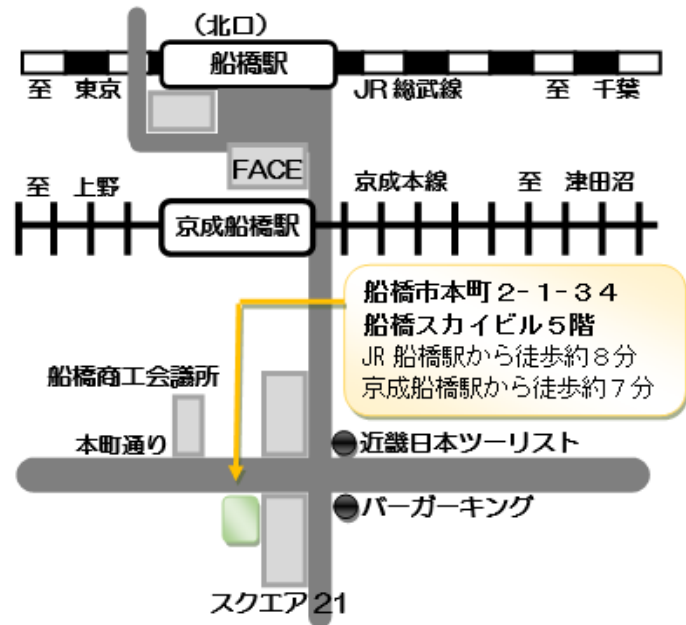 （北口）
船橋駅
至 東京
JR 総武線
至 千葉
FACE
至 上野
京成本線
至 津田沼
京成船橋駅
船橋市本町２-１-３４
船橋スカイビル５階
JR 船橋駅から徒歩約８分
京成船橋駅から徒歩約７分
船橋商工会議所
本町通り
近畿日本ツーリスト
バーガーキング
スクエア 21